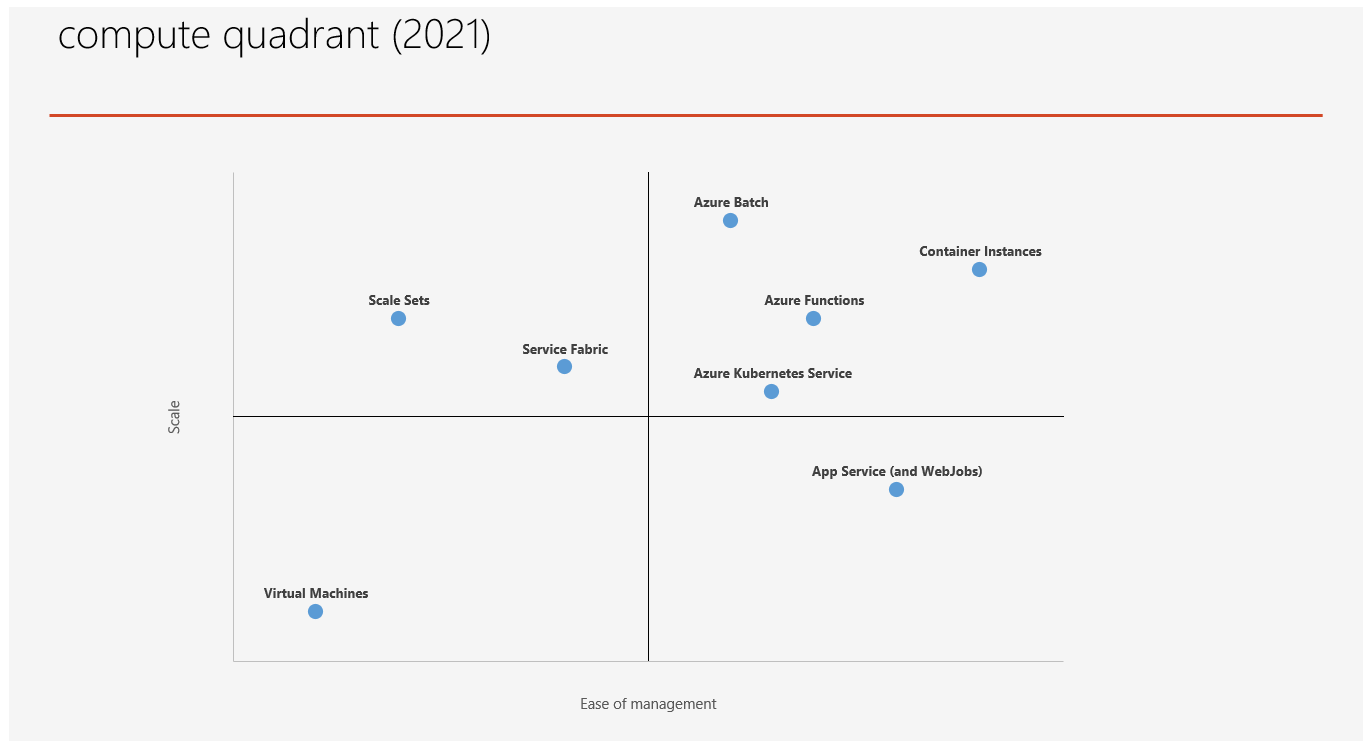 compute quadrant (2021)
Azure Batch
Container Instances
Scale Sets
Azure Functions
Service Fabric
Azure Kubernetes Service
Scale
App Service (and WebJobs)
Virtual Machines
Ease of management